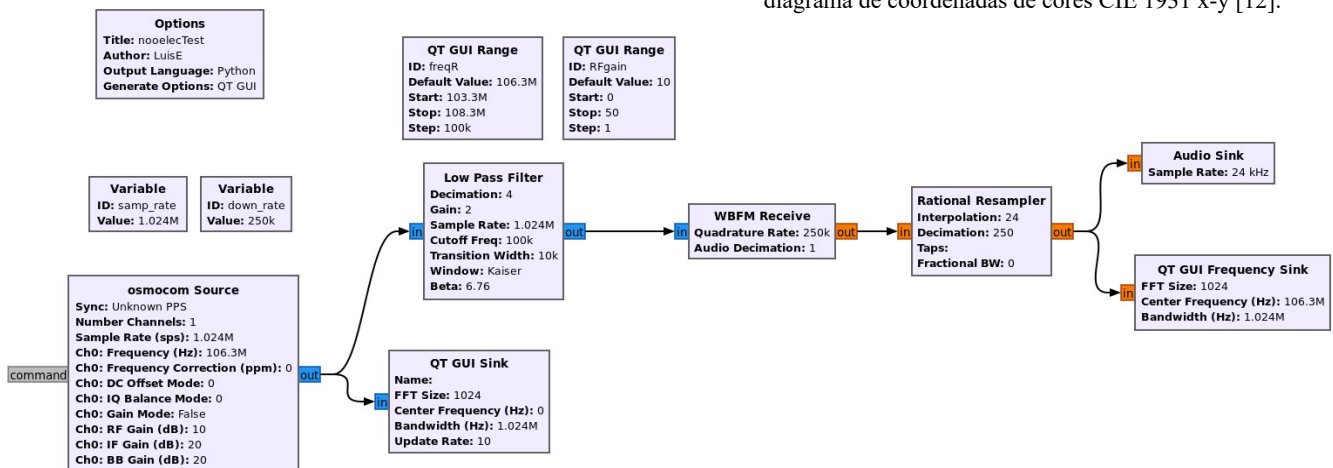 diagrama de coordenadas de cores CIE 1931 x-y [12].
Options
Title: nooelecTest
Author: LuisE
Output Language: Python
Generate Options: QT GUI
QT GUI Range
ID: freqR
Default Value: 106.3M
Start: 103.3M
Stop: 108.3M
Step: 100k
QT GUI Range
ID: RFgain
Default Value: 10
Start: 0
Stop: 50
Step: 1
Variable
ID: samp_rate
Value: 1.024M
Variable
ID: down_rate
Value: 250k
osmocom Source
Sync: Unknown PPS
Number Channels: 1
Sample Rate (sps): 1.024M
Ch0: Frequency (Hz): 106.3M
Ch0: Frequency Correction (ppm): 0
Ch0: DC Offset Mode: 0
Ch0: IQ Balance Mode: 0
Ch0: Gain Mode: False
Ch0: RF Gain (dB): 10
Ch0: IF Gain (dB): 20
Ch0: BB Gain (dB): 20
command
out
in
Low Pass Filter
Decimation: 4
Gain: 2
Sample Rate: 1.024M
Cutoff Freq: 100k
Transition Width: 10k
Window: Kaiser
Beta: 6.76
out
in
QT GUI Sink
Name:
FFT Size: 1024
Center Frequency (Hz): 0
Bandwidth (Hz): 1.024M
Update Rate: 10
in
WBFM Receive
Quadrature Rate: 250k
Audio Decimation: 1
out
in
Rational Resampler
Interpolation: 24
Decimation: 250
Taps:
Fractional BW: 0
out
in
Audio Sink
Sample Rate: 24 kHz
in
QT GUI Frequency Sink
FFT Size: 1024
Center Frequency (Hz): 106.3M
Bandwidth (Hz): 1.024M